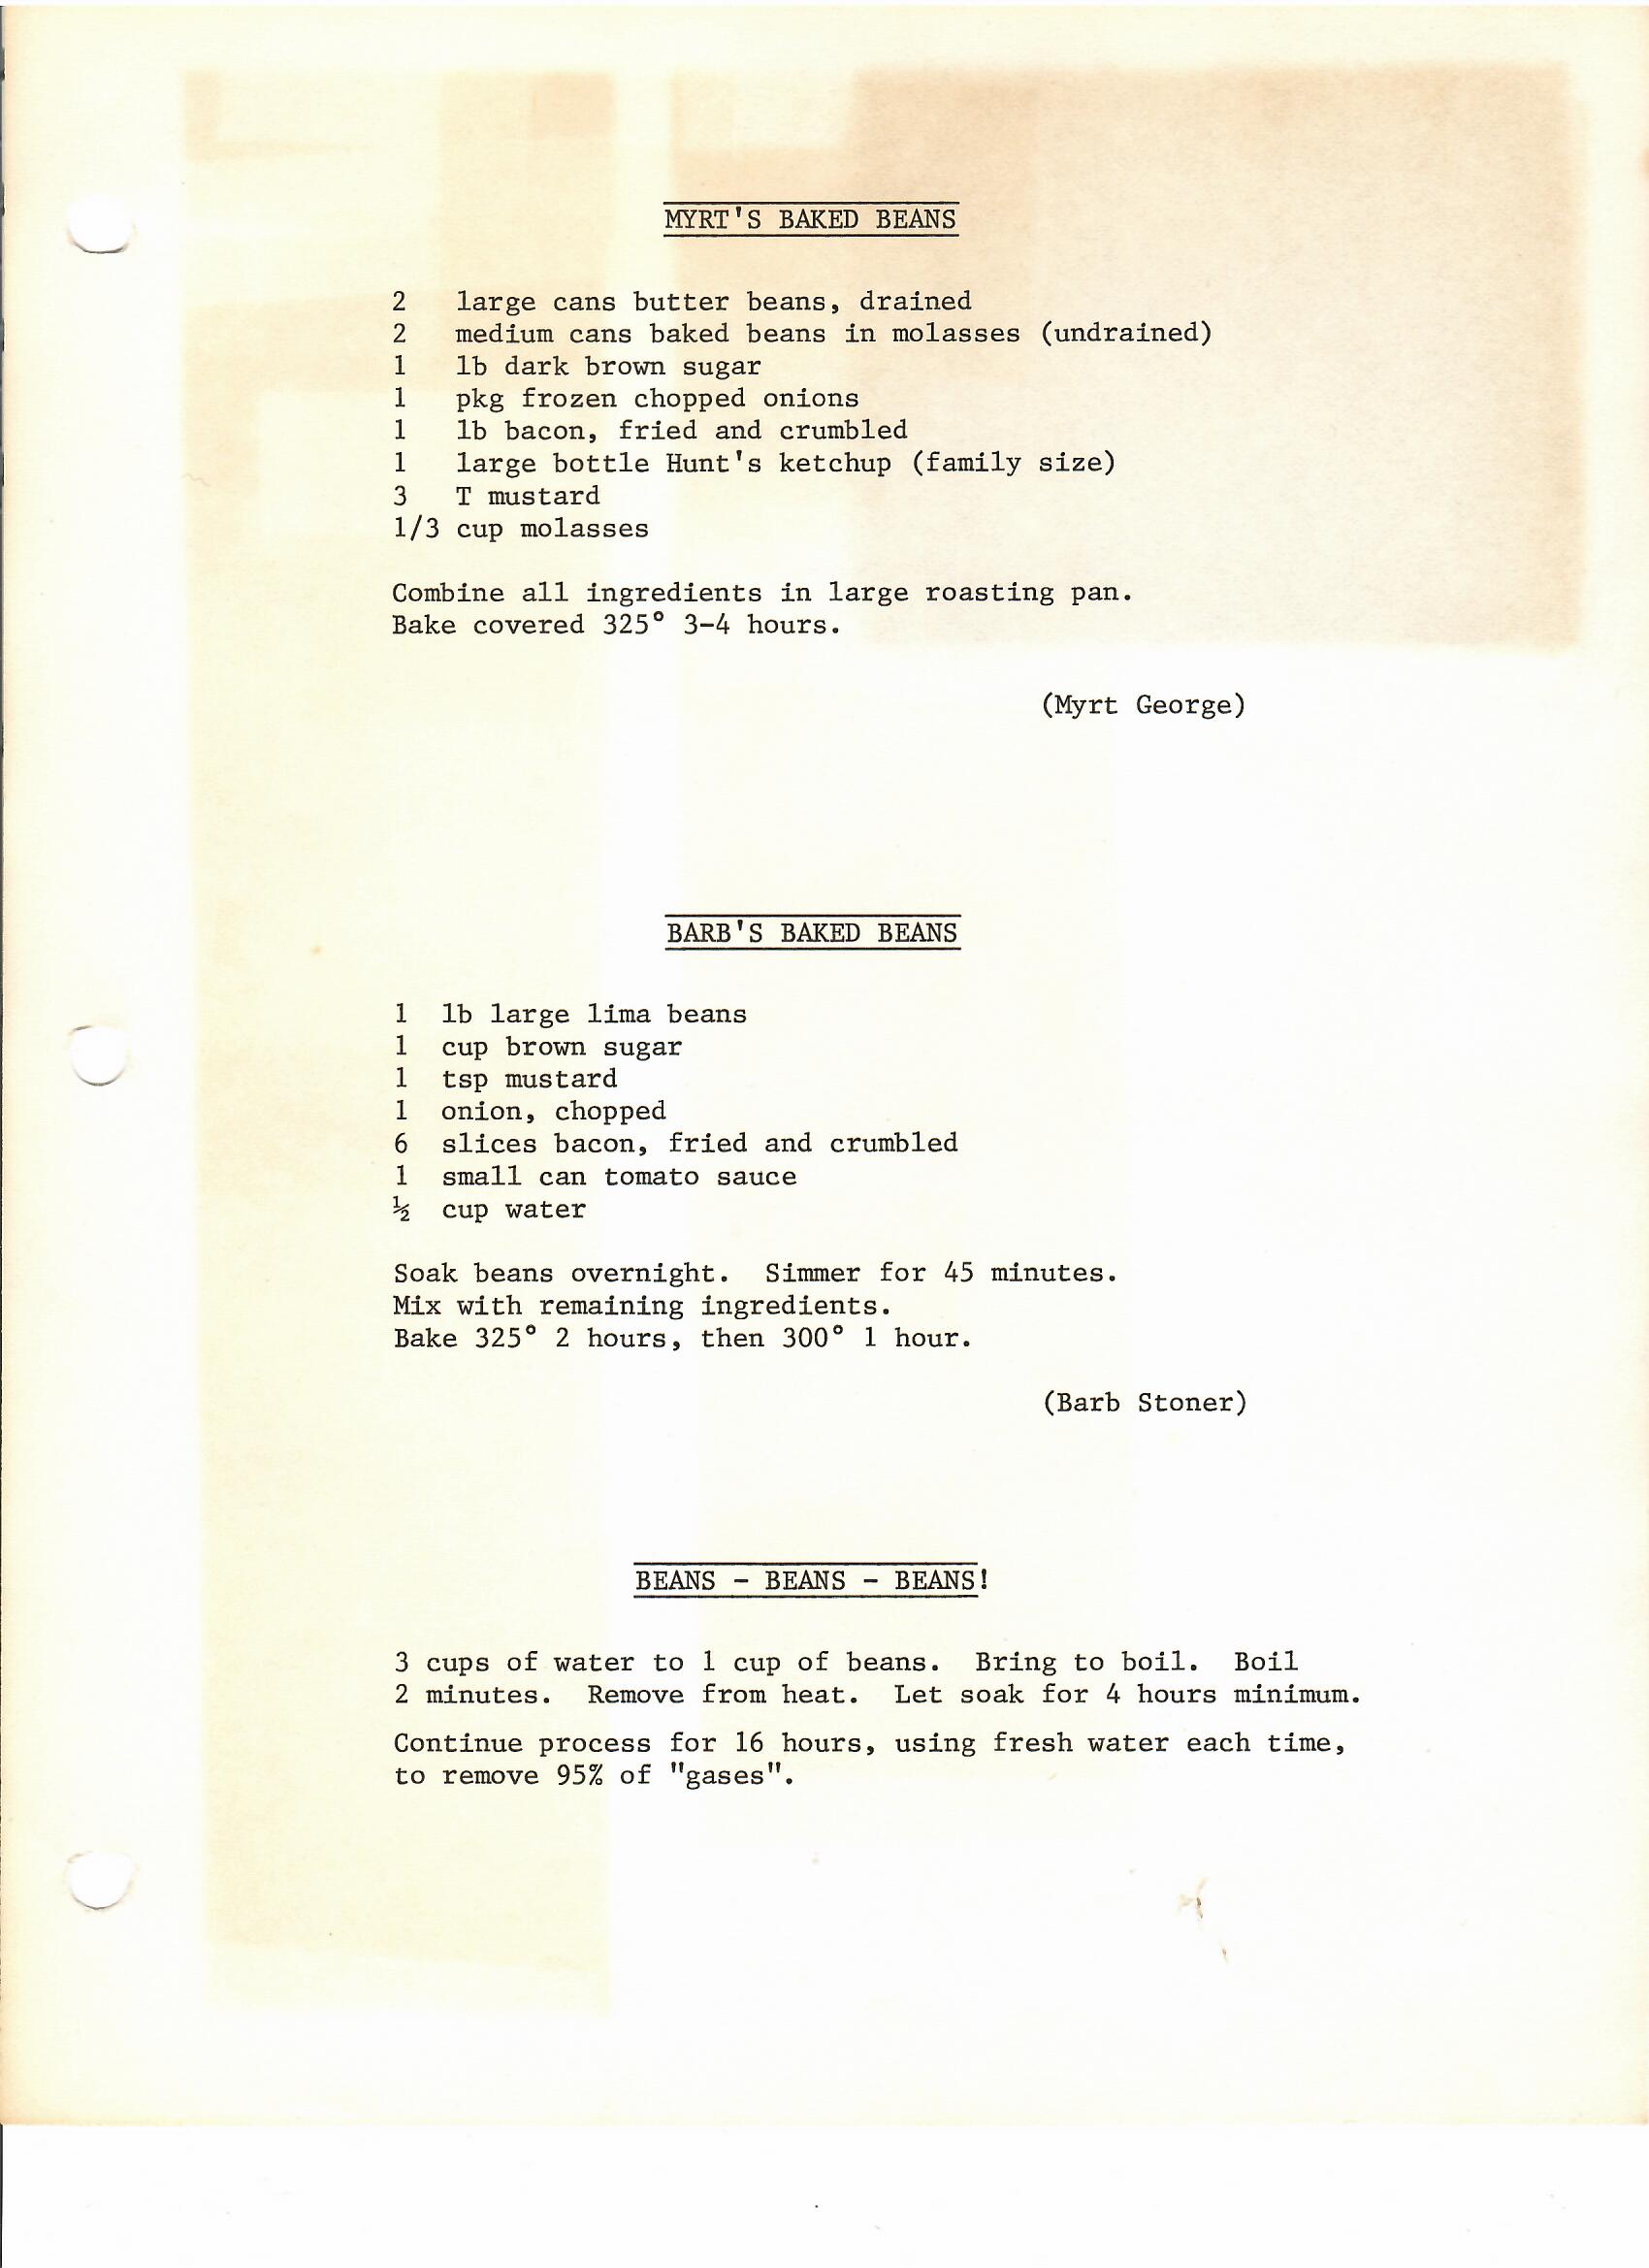 MYRT'S BAKED BEANS
2 large cans butter beans, drained
2 medium cans baked beans in molasses (undrained)
1 lb dark brown sugar
1 pkg frozen chopped onions
1 lb bacon, fried and crumbled
1 large bottle Hunt's ketchup (family size)
3 T mustard
1/3 cup molasses
Combine all ingredients in large roasting pan.
Bake covered 325° 3-4 hours.
(Myrt George)
BARB'S BAKED BEANS
1 lb large lima beans
1 cup brown sugar
1 tsp mustard
1 onion, chopped
6 slices bacon, fried and crumbled
1 small can tomato sauce
½ cup water
Soak beans overnight. Simmer for 45 minutes.
Mix with remaining ingredients.
Bake 325° 2 hours, then 300° 1 hour.
(Barb Stoner)
BEANS - BEANS - BEANS!
3 cups of water to 1 cup of beans. Bring to boil. Boil
2 minutes. Remove from heat. Let soak for 4 hours minimum.
Continue process for 16 hours, using fresh water each time,
to remove 95% of "gases".